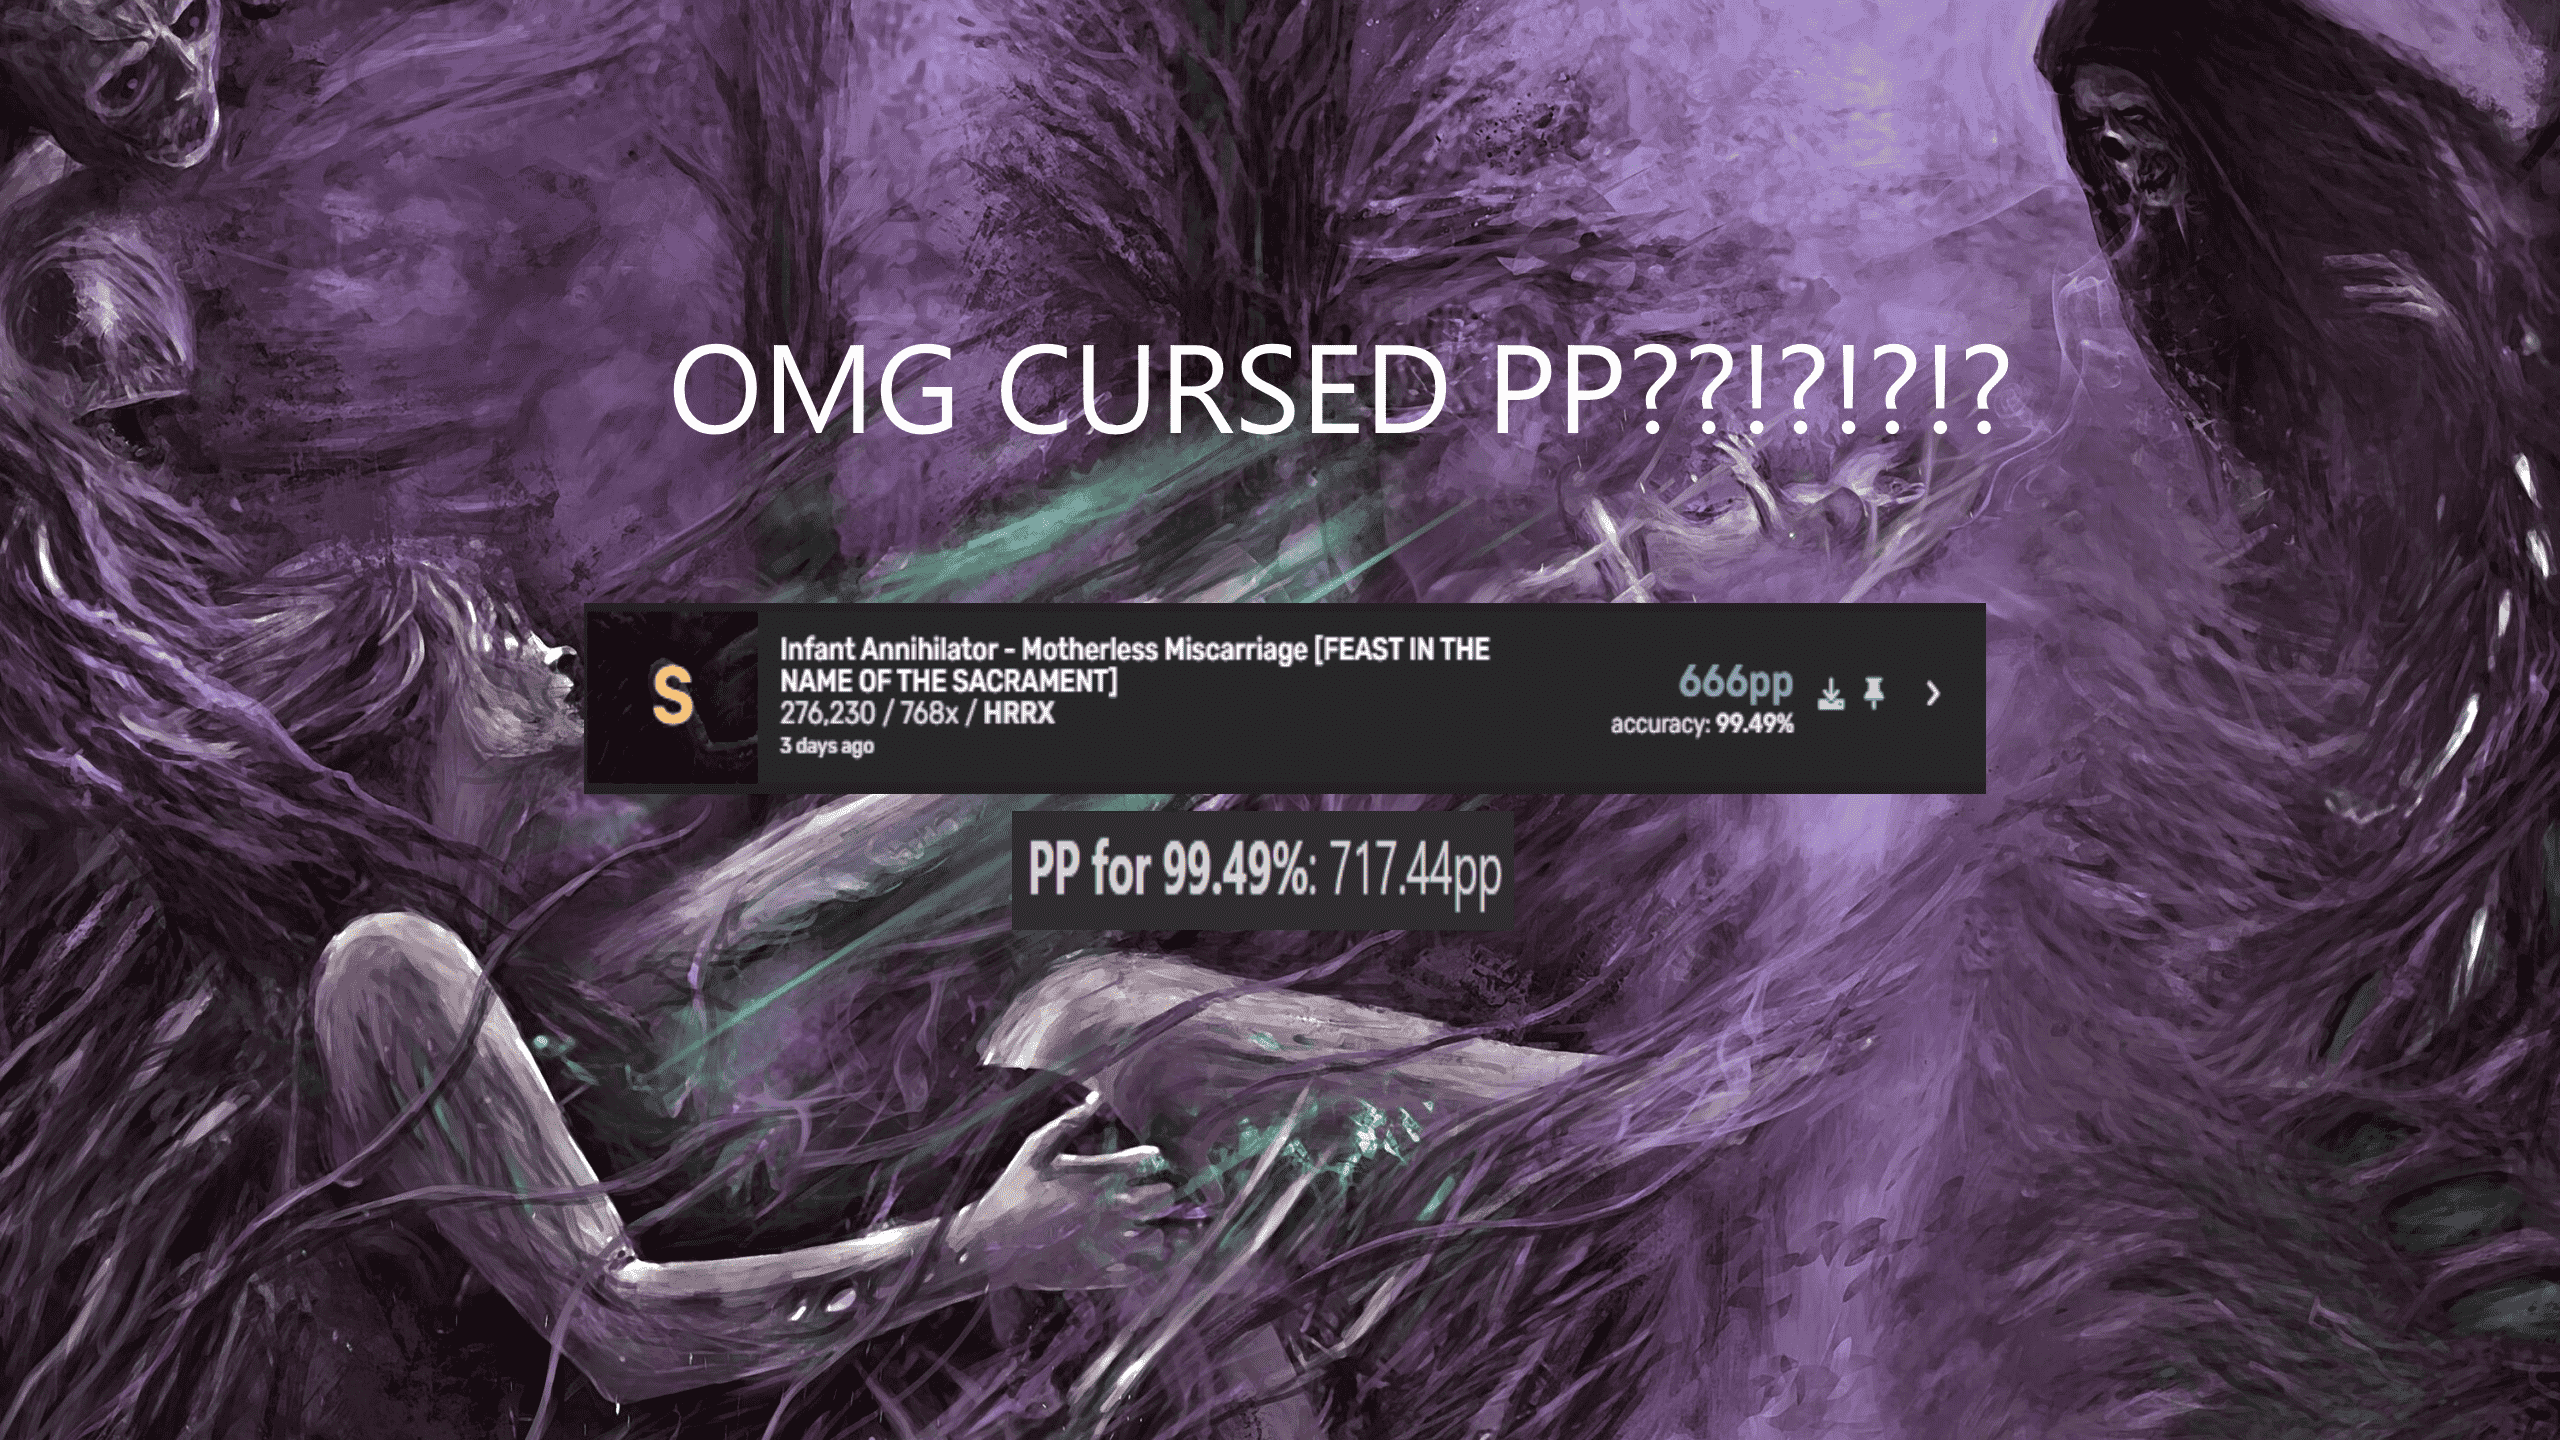 OMG CURSED PP??!?!?!?
S
Infant Annihilator - Motherless Miscarriage [FEAST IN THE
NAME OF THE SACRAMENT]
276,230 / 768x / HRRX
3 days ago
666pp
accuracy: 99.49%
PP for 99.49%: 717.44pp